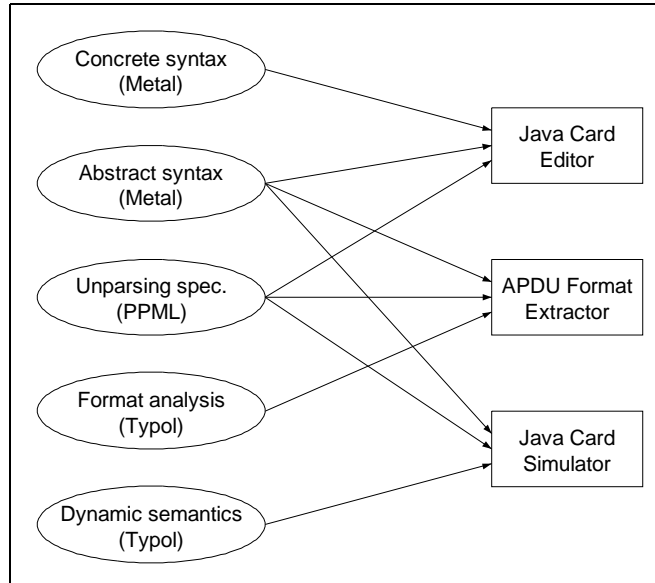 Concrete syntax
(Metal)
Abstract syntax
(Metal)
Unparsing spec.
(PPML)
Format analysis
(Typol)
Dynamic semantics
(Typol)
Java Card
Editor
APDU Format
Extractor
Java Card
Simulator